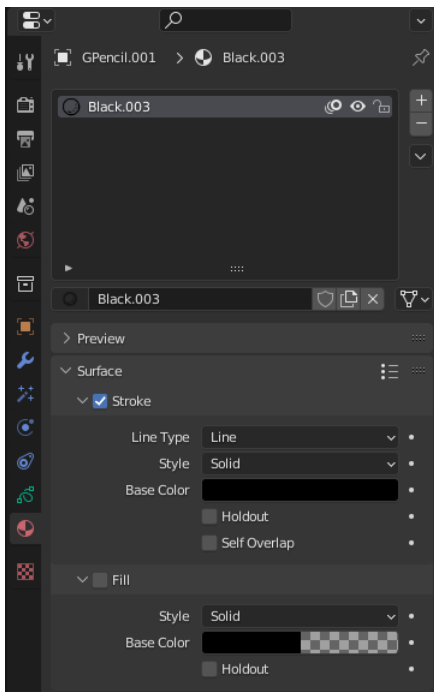 GPencil.001 > Black.003
Black.003
Black.003
Preview
Surface
Stroke
Line Type Line
Style Solid
Base Color
Holdout
Self Overlap
Fill
Style Solid
Base Color
Holdout